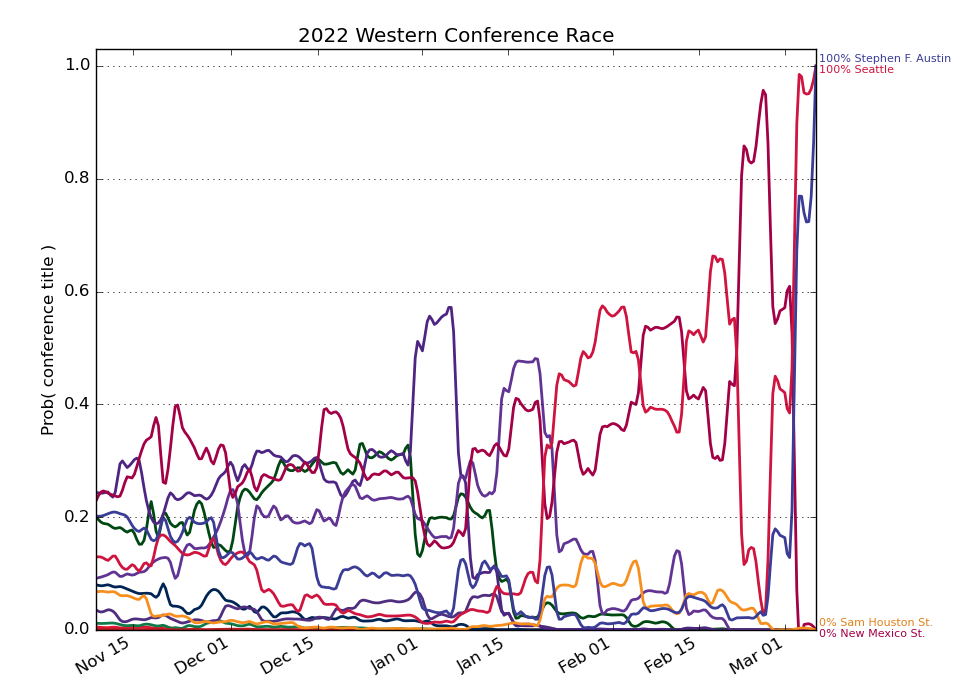 2022 Western Conference Race
Prob( conference title )
1.0
0.8
0.6
0.4
0.2
0.0
Nov 15
Dec 01
Dec 15
Jan 01
Jan 15
Feb 01
Feb 15
Mar 01
100% Stephen F. Austin
100% Seattle
0% Sam Houston St.
0% New Mexico St.